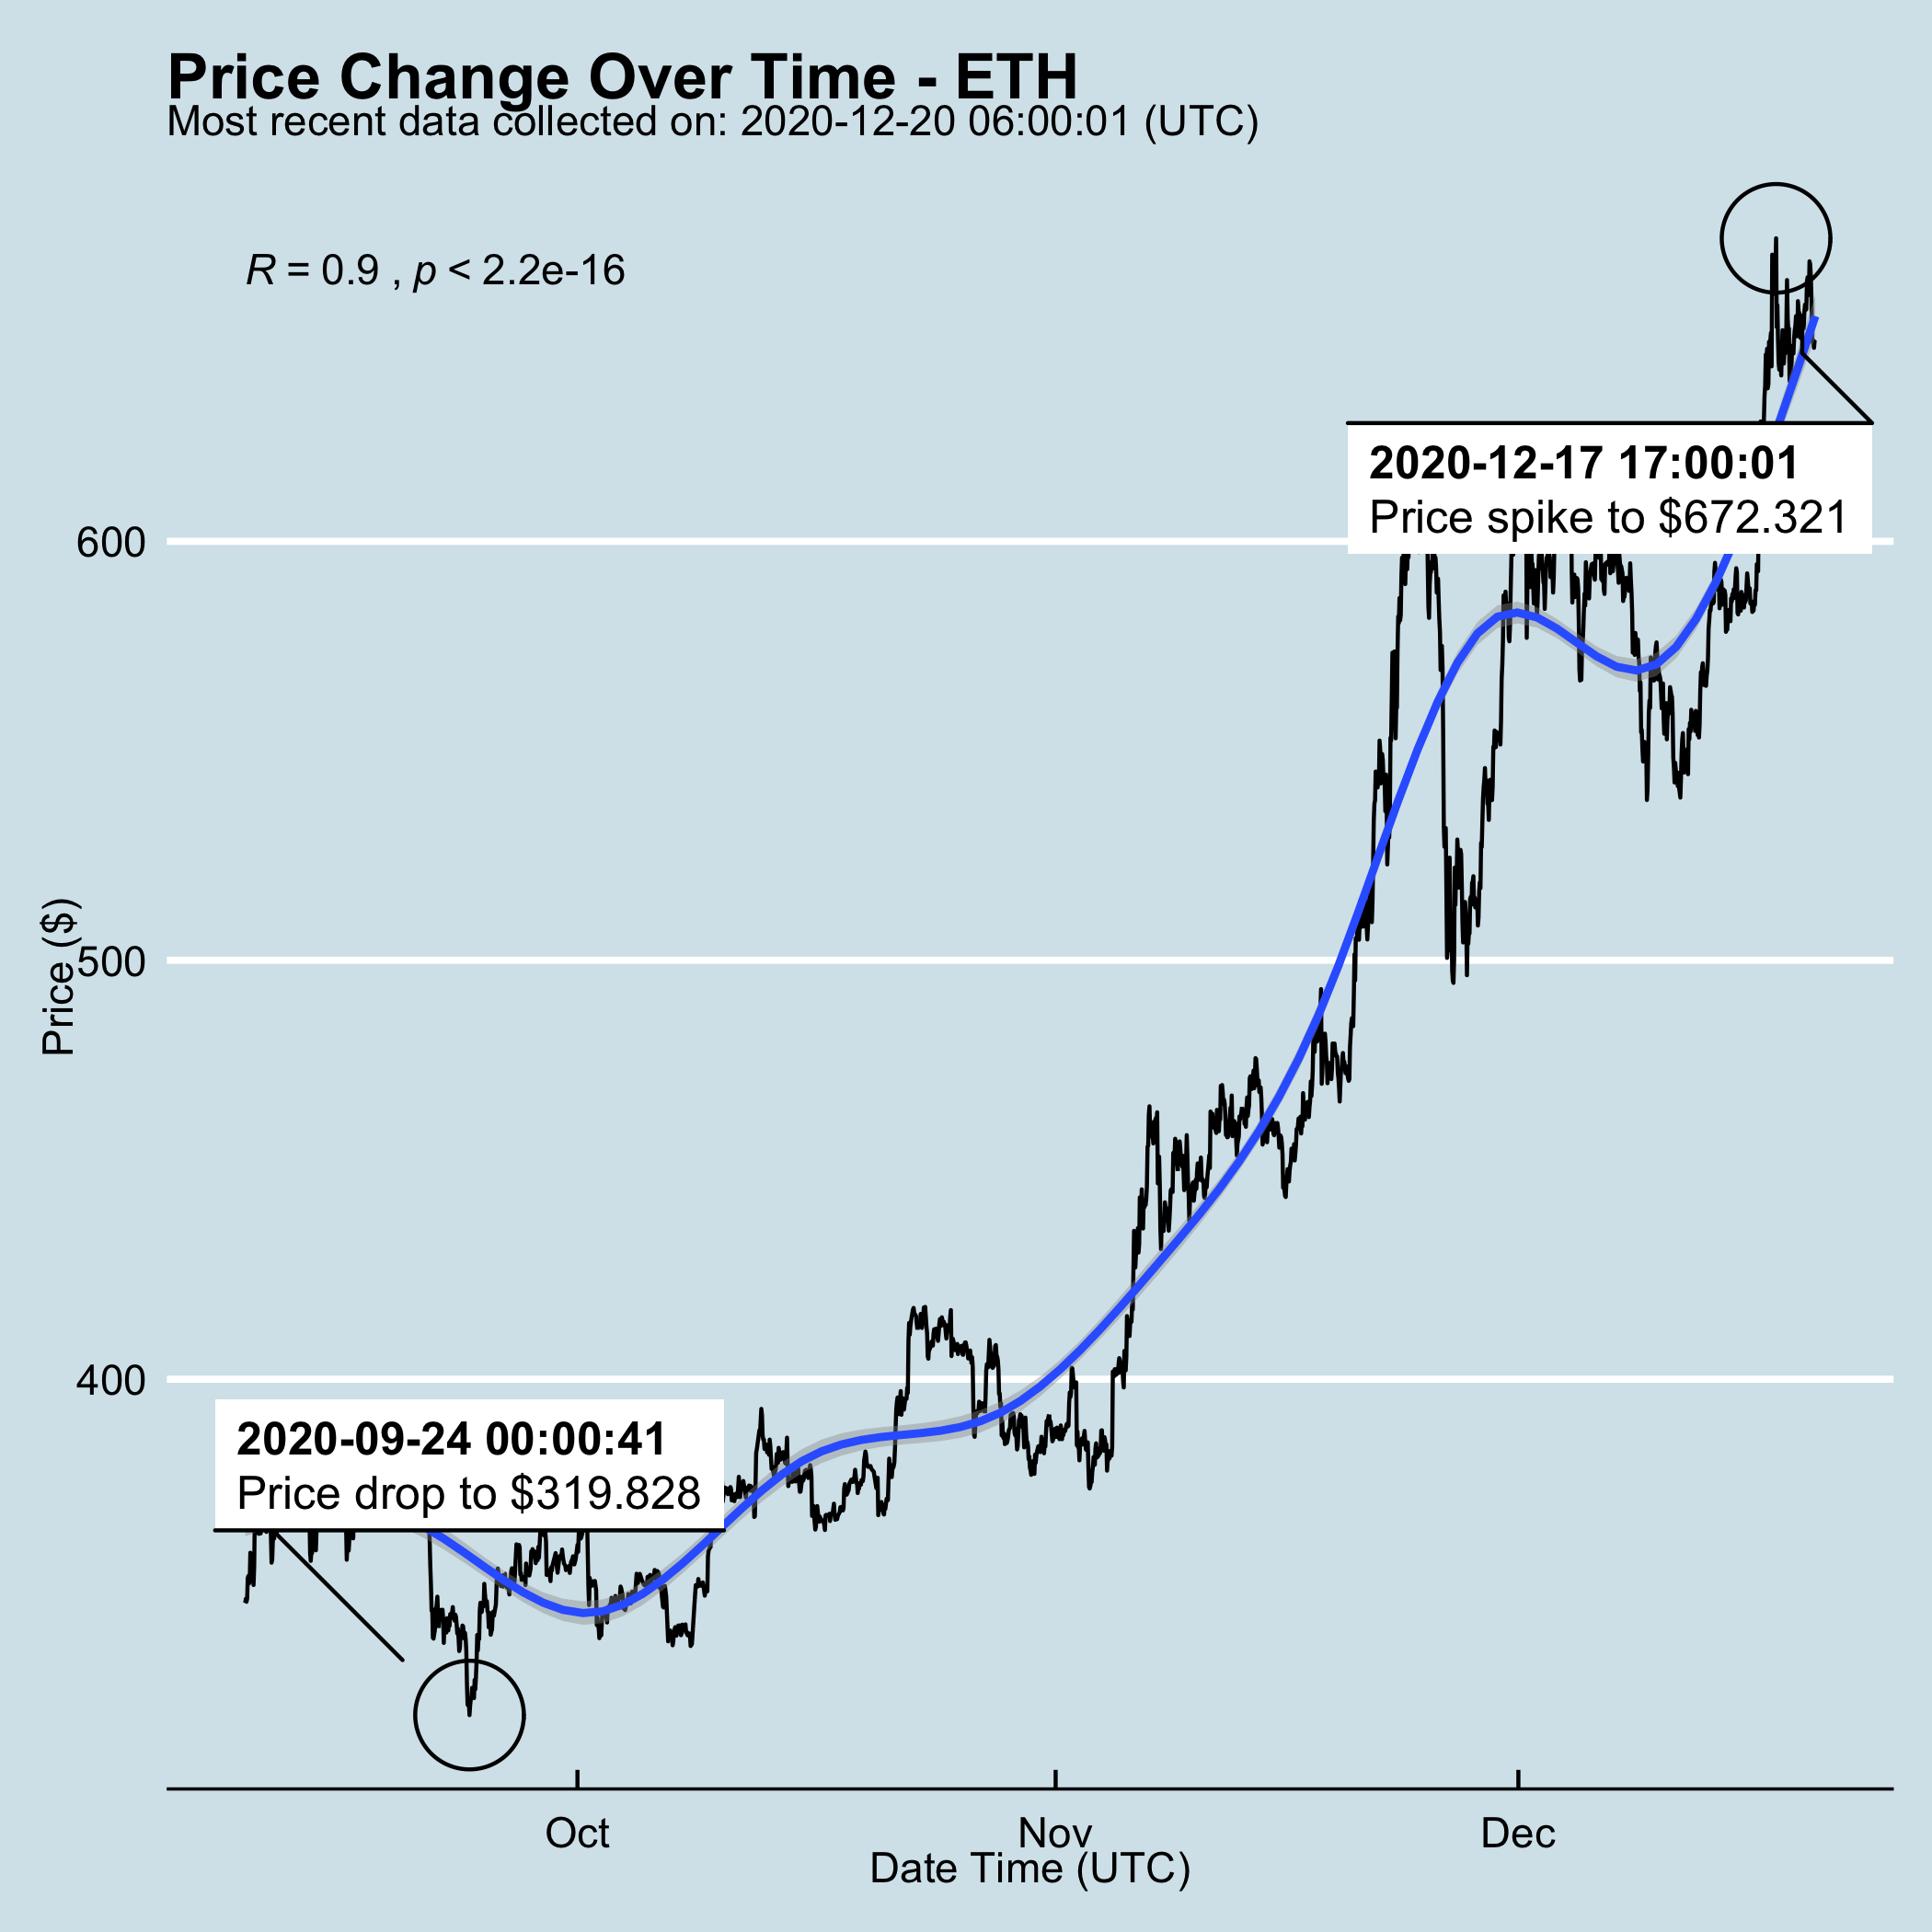 Price Change Over Time - ETH
Most recent data collected on: 2020-12-20 06:00:01 (UTC)
R = 0.9 , p < 2.2e-16
2020-12-17 17:00:01
Price spike to $672.321
600
500
400
Price ($)
2020-09-24 00:00:41
Price drop to $319.828
Oct
Nov
Dec
Date Time (UTC)